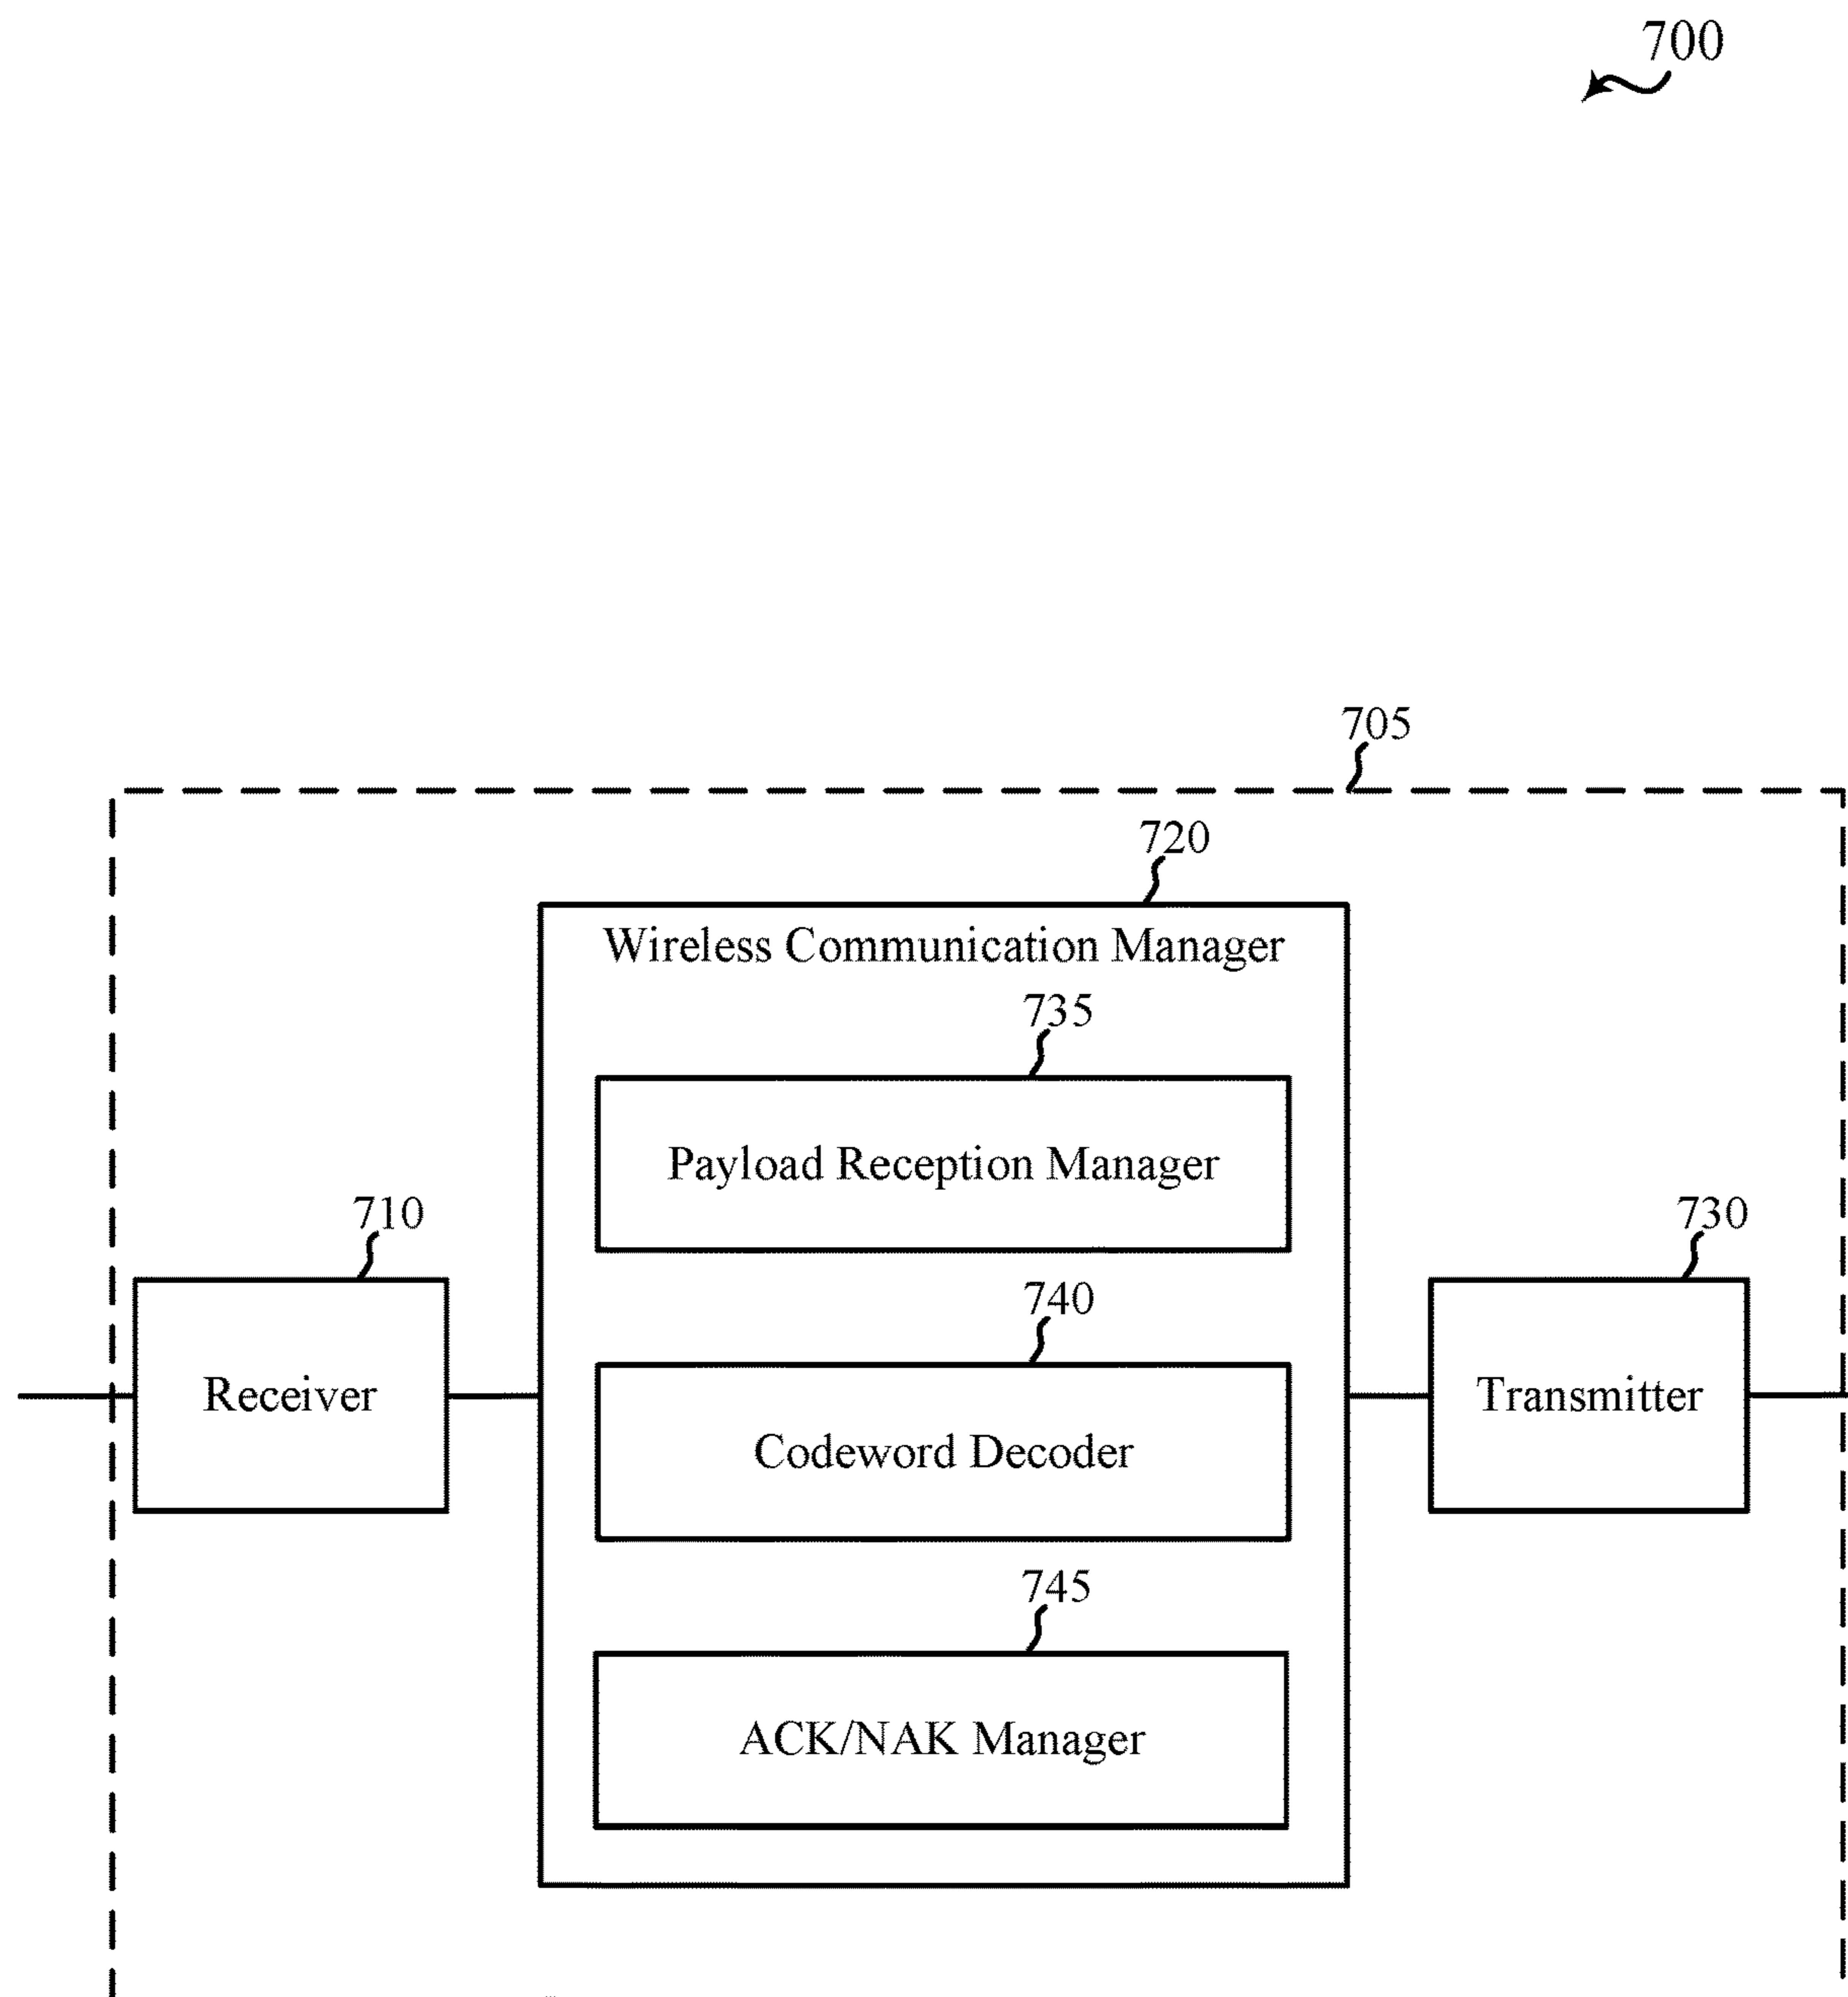 700
705
720
Wireless Communication Manager
735
Payload Reception Manager
710
730
740
Receiver
Transmitter
Codeword Decoder
745
ACK/NAK Manager